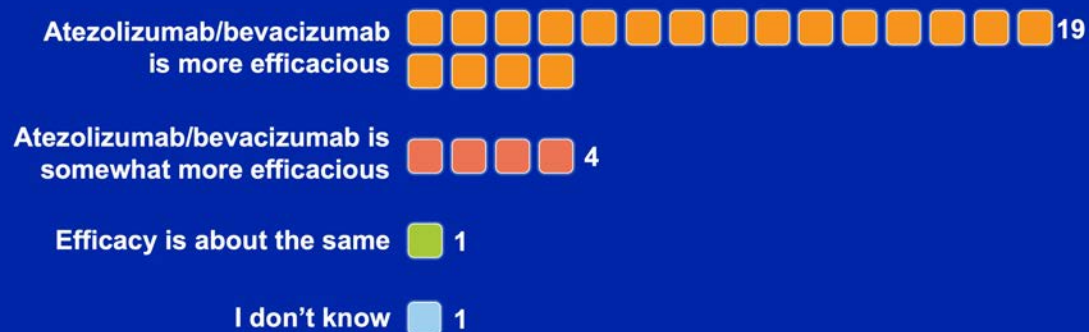 Atezolizumab/bevacizumab
is more efficacious
19
Atezolizumab/bevacizumab is
somewhat more efficacious
4
Efficacy is about the same
1
I don't know
1